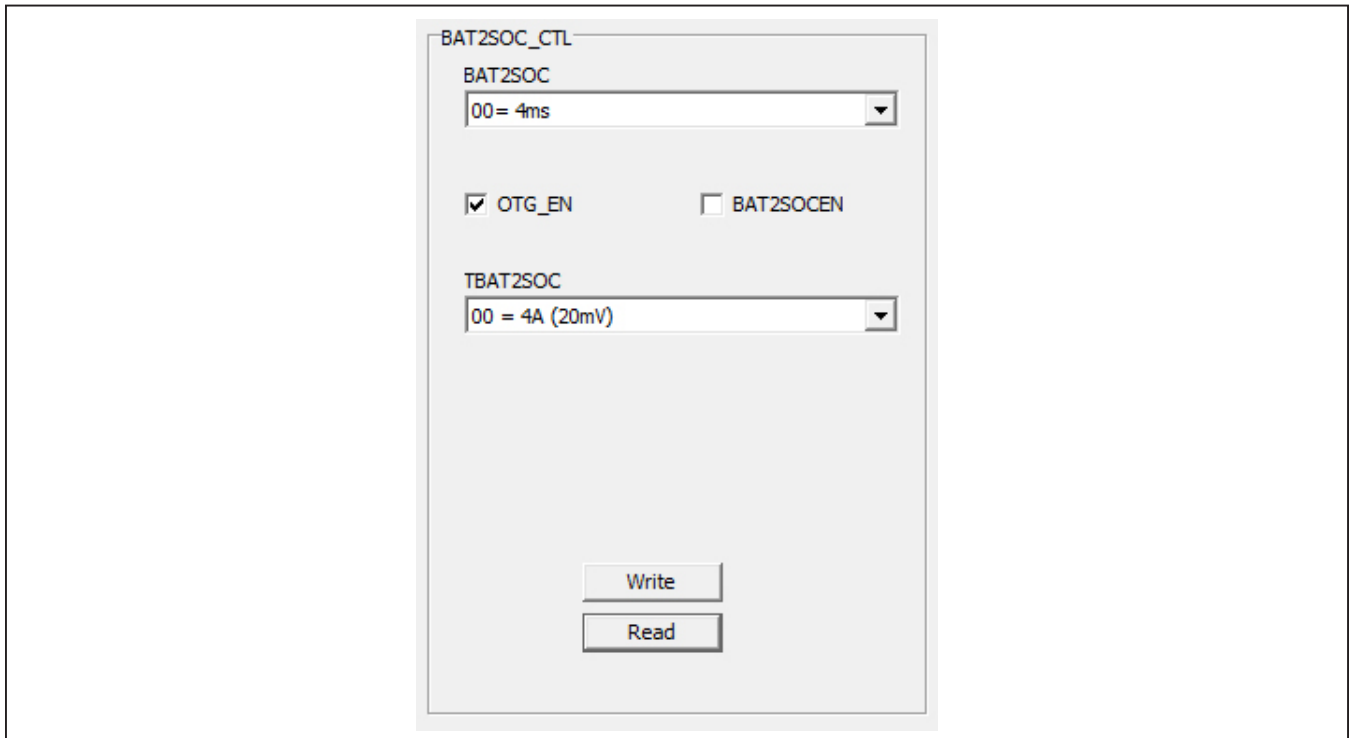 BAT2SOC_CTL
BAT2SOC
00= 4ms
OTG_EN BAT2SOCEN
TBAT2SOC
00 = 4A (20mV)
Write
Read